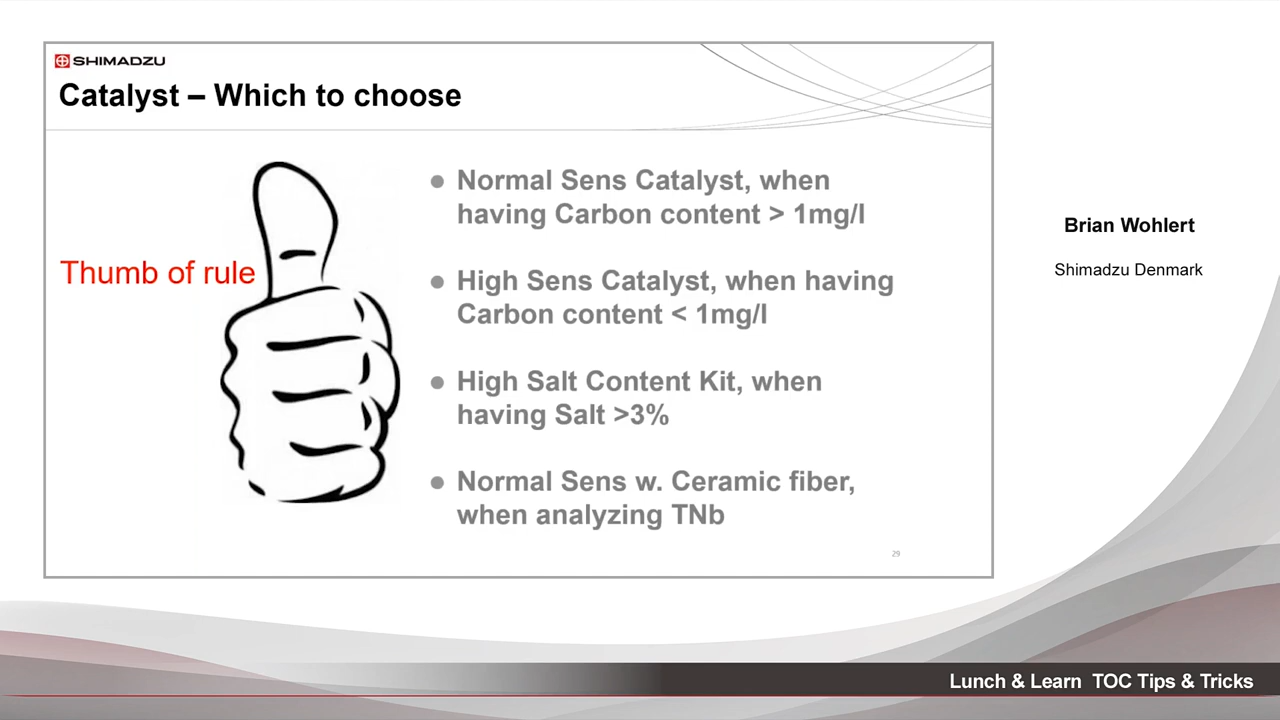 SHIMADZU
Catalyst – Which to choose
Thumb of rule
● Normal Sens Catalyst, when
having Carbon content > 1mg/l
● High Sens Catalyst, when having
Carbon content < 1mg/l
● High Salt Content Kit, when
having Salt >3%
● Normal Sens w. Ceramic fiber,
when analyzing TNb
29
Brian Wohlert
Shimadzu Denmark
Lunch & Learn TOC Tips & Tricks